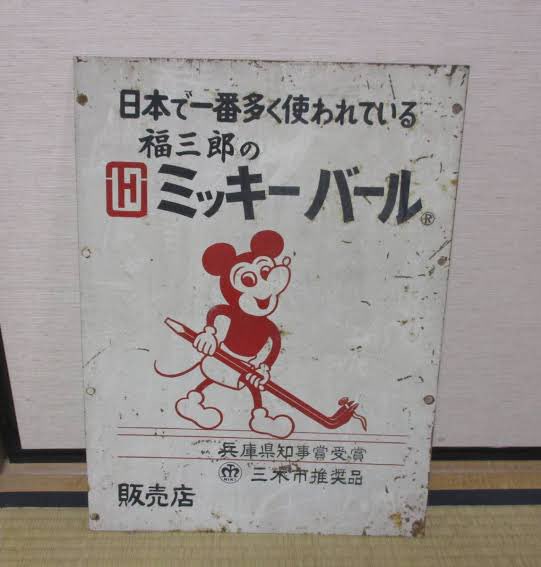 日本で一番多く使われている
福三郎の
ミッキーバール®
兵庫県知事賞受賞
三木市推奨品
販売店